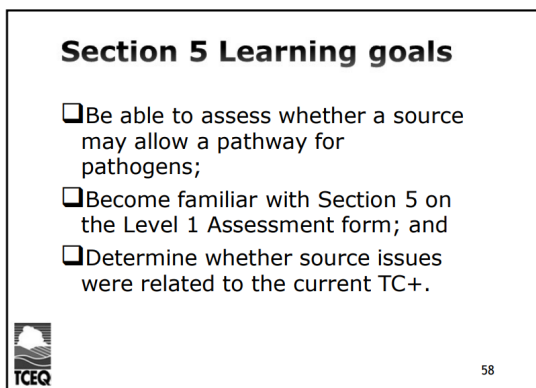 Section 5 Learning goals
❑Be able to assess whether a source
may allow a pathway for
pathogens;
❑Become familiar with Section 5 on
the Level 1 Assessment form; and
❑Determine whether source issues
were related to the current TC+.
TCEQ
58